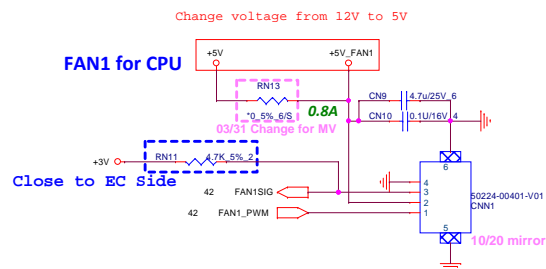 Change voltage from 12V to 5V
+5V
+5V_FAN1
FAN1 for CPU
RN13
*0_5%_6/S
0.8A
03/31 Change for MV
CN9
4.7u/25V_6
CN10
0.1U/16V_4
+3V
RN11
4.7K_5%_2
Close to EC Side
42
FAN1SIG
42
FAN1_PWM
6
4
3
2
1
5
50224-00401-V01
CNN1
10/20 mirror